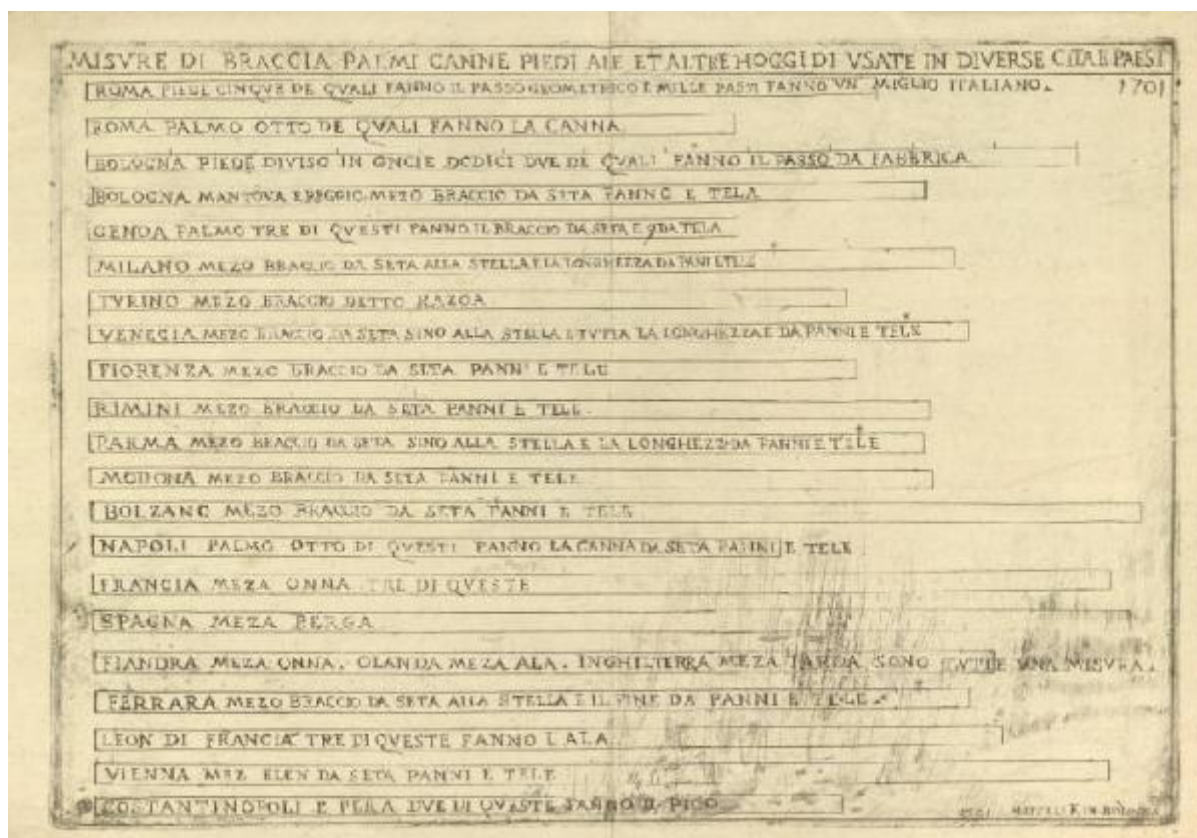 MISVRE DI BRACCIA PALMI CANNE PIEDI ALE ET ALTRE HOGGI DI VSATE IN DIVERSE CITA E PAESI
ROMA PIEDE CINQVE DE QVALI FANNO IL PASSO GEOMETRICO E MILLE PASSI FANNO VN MIGLIO ITALIANO. 1701
ROMA PALMO OTTO DE QVALI FANNO LA CANNA
BOLOGNA PIEDE DIVISO IN ONCIE DODICI DVE DE QVALI FANNO IL PASSO DA FABBRICA
BOLOGNA MANTOVA E REGGIO MEZO BRACCIO DA SETA PANNO E TELA
GENOA PALMO TRE DI QVESTI FANNO IL BRACCIO DA SETA E TELA
MILANO MEZO BRACCIO DA SETA ALLA STELLA E LA LONGHEZZA DA PANI E TELE
TVRINO MEZO BRACCIO DETTO RAZOA
VENECIA MEZO BRACCIO DA SETA SINO ALLA STELLA E TVTTA LA LONGHEZZA E DA PANNI E TELE
FIORENZA MEZO BRACCIO DA SETA PANNI E TELE
RIMINI MEZO BRACCIO DA SETA PANNI E TELE
PARMA MEZO BRACCIO DA SETA SINO ALLA STELLA E LA LONGHEZZA DA PANNI E TELE
MODONA MEZO BRACCIO DA SETA PANNI E TELE
BOLZANO MEZO BRACCIO DA SETA PANNI E TELE
NAPOLI PALMO OTTO DI QVESTI FANNO LA CANNA DA SETA PANNI E TELE
FRANCIA MEZA ONNA TRE DI QVESTE
SPAGNA MEZA BERGA
FIANDRA MEZA ONNA. OLANDA MEZA ALA. INGHILTERRA MEZA IARDA SONO TVTTE VNA MISVRA.
FERRARA MEZO BRACCIO DA SETA ALLA STELLA E IL FINE DA PANNI E TELE
LEON DI FRANCIA TRE DI QVESTE FANNO L ALA
VIENNA MEZ ELEN DA SETA PANNI E TELE
COSTANTINOPOLI E PERA DVE DI QVESTE FANNO IL PICO
IN BOLOGNA